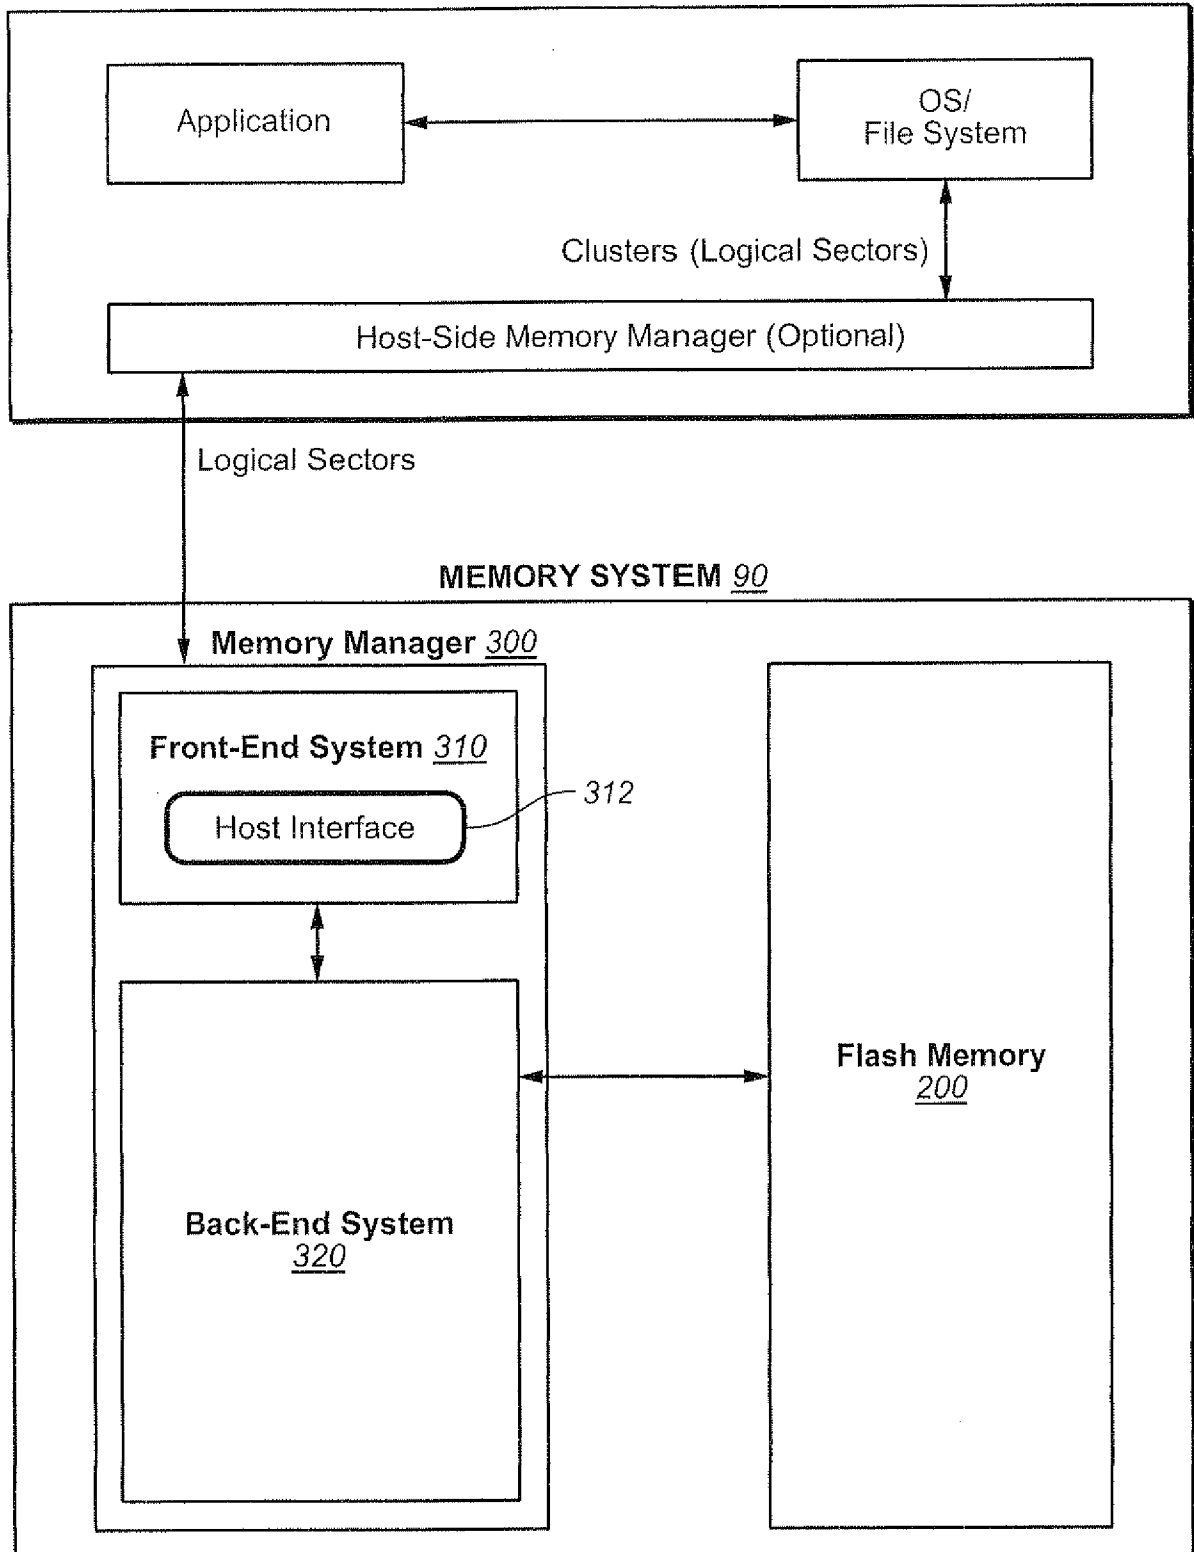 Application
OS/
File System
Clusters (Logical Sectors)
Host-Side Memory Manager (Optional)
Logical Sectors
MEMORY SYSTEM 90
Memory Manager 300
Front-End System 310
312
Host Interface
Flash Memory
200
Back-End System
320